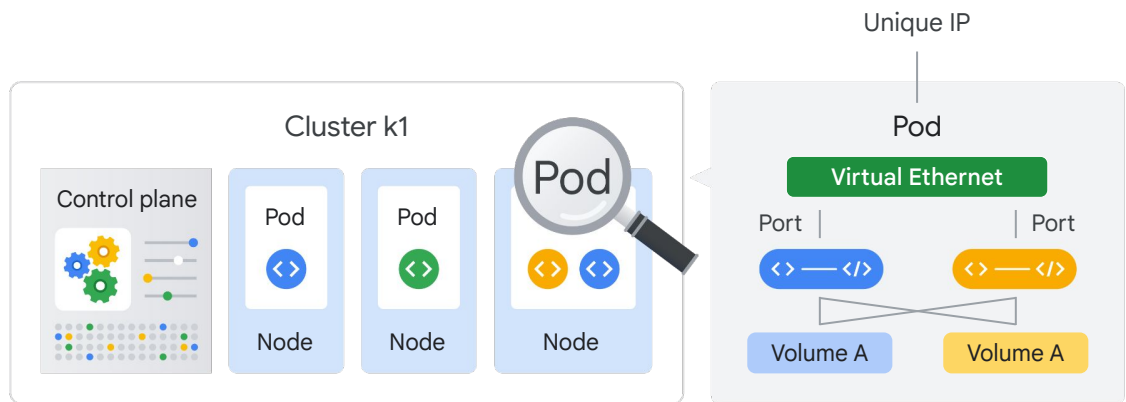 Unique IP
Cluster k1
Pod
Control plane
Pod
Node
Pod
Node
Pod
Node
Virtual Ethernet
Port
Port
<> — </>
<> — </>
Volume A
Volume A